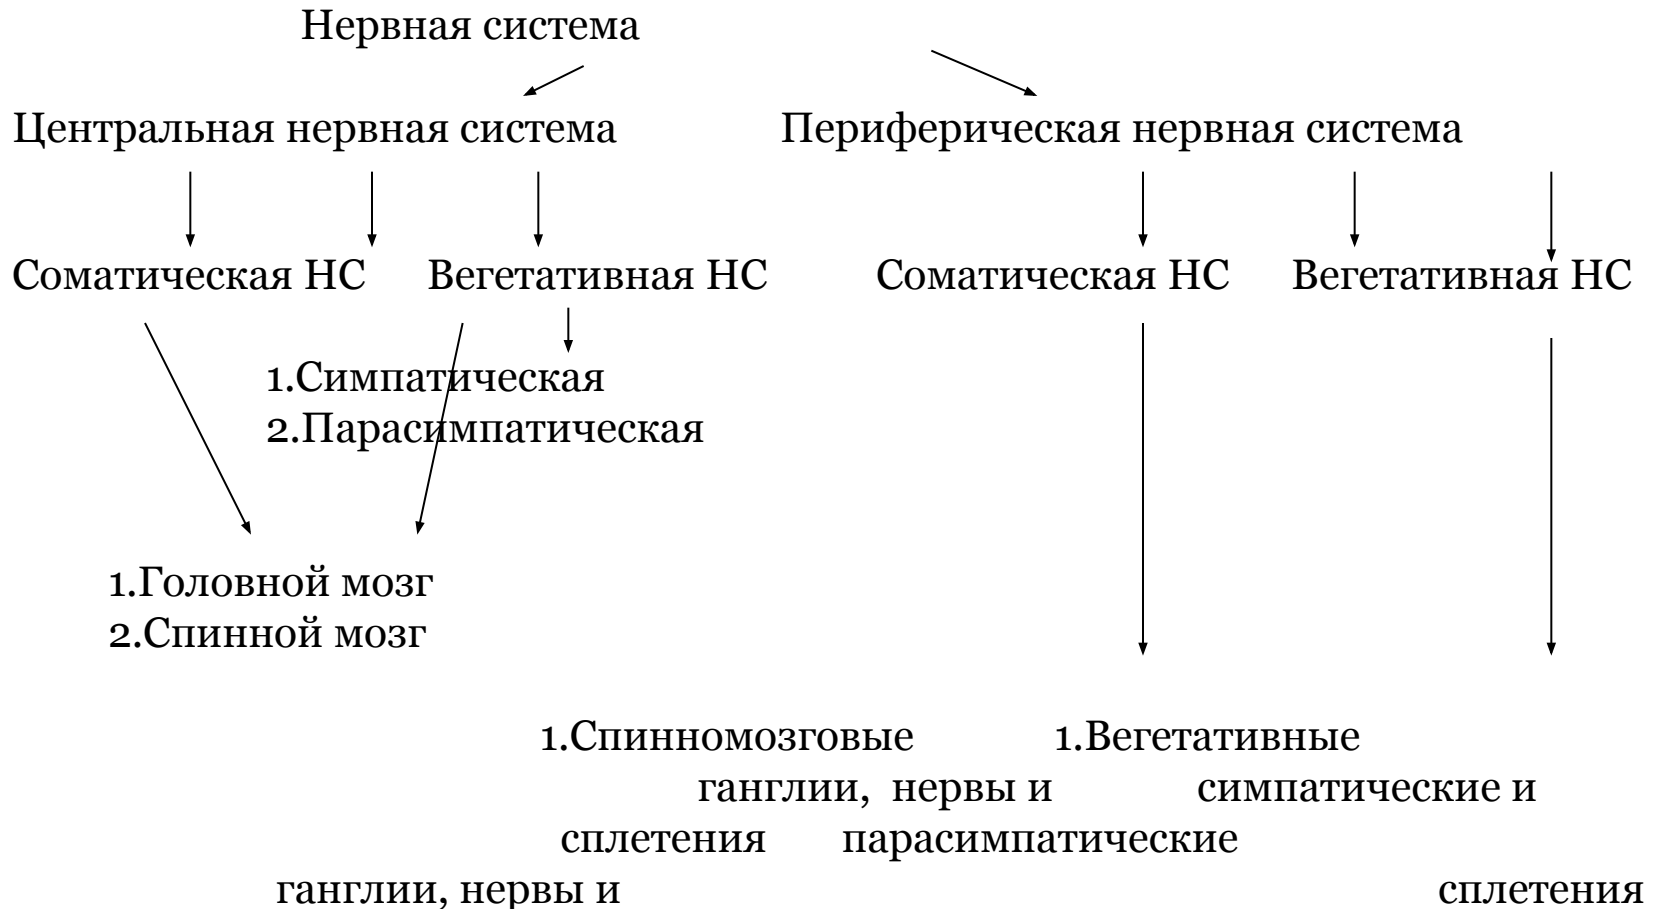 Нервная система
Центральная нервная система Периферическая нервная система
Соматическая НС Вегетативная НС Соматическая НС Вегетативная НС
1.Симпатическая
2.Парасимпатическая
1.Головной мозг
2.Спинной мозг
1.Спинномозговые 1.Вегетативные
ганглии, нервы и симпатические и
сплетения парасимпатические
ганглии, нервы и сплетения